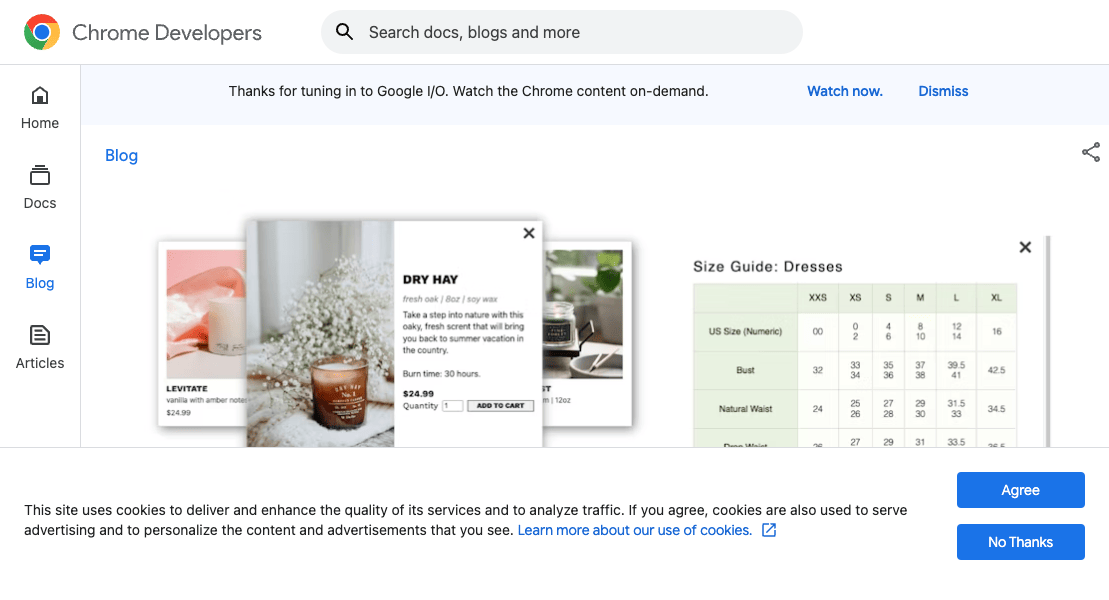 Chrome Developers
Search docs, blogs and more
Thanks for tuning in to Google I/O. Watch the Chrome content on-demand.
Watch now.
Dismiss
Home
Docs
Blog
Articles
Blog
LEVITATE
vanilla with amber notes
$24.99
DRY HAY
fresh oak | 8oz | soy wax
Take a step into nature with this
oaky, fresh scent that will bring
you back to summer vacation in
the country.
Burn time: 30 hours.
$24.99
Quantity 1 ADD TO CART
DRY HAY
No. 1
| 12oz
Size Guide: Dresses
XXS XS S M L XL
US Size (Numeric) 00 0 2 4 6 8 10 12 14 16
Bust 32 33 34 35 36 37 38 39.5 41 42.5
Natural Waist 24 25 26 27 28 29 30 31.5 33 34.5
Drop Waist 26 27 29 31 33.5 36.5
This site uses cookies to deliver and enhance the quality of its services and to analyze traffic. If you agree, cookies are also used to serve
advertising and to personalize the content and advertisements that you see. Learn more about our use of cookies.
Agree
No Thanks